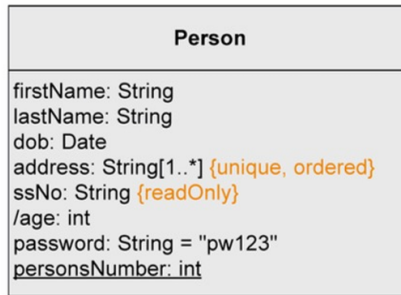 Person
firstName: String
lastName: String
dob: Date
address: String[1..*] {unique, ordered}
ssNo: String {readOnly}
/age: int
password: String = "pw123"
personsNumber: int